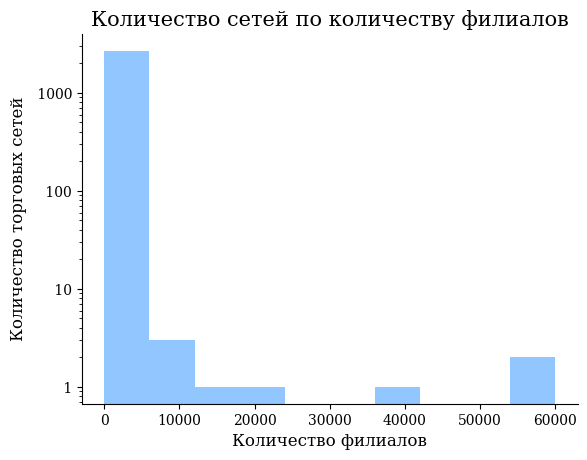 Количество сетей по количеству филиалов
Количество торговых сетей
1000
100
10
1
0 10000 20000 30000 40000 50000 60000
Количество филиалов